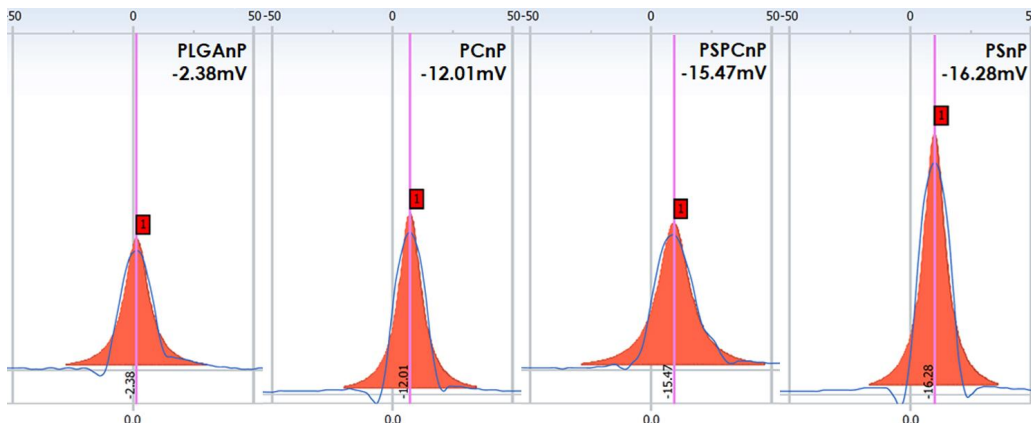 50 0 50-50 0 50-50 0 50-50 0 5
PLGAnP
-2.38mV
PCnP
-12.01mV
PSPCnP
-15.47mV
PSnP
-16.28mV
1
1
1
1
-2.38
-12.01
-15.47
-16.28
0.0 0.0 0.0 0.0